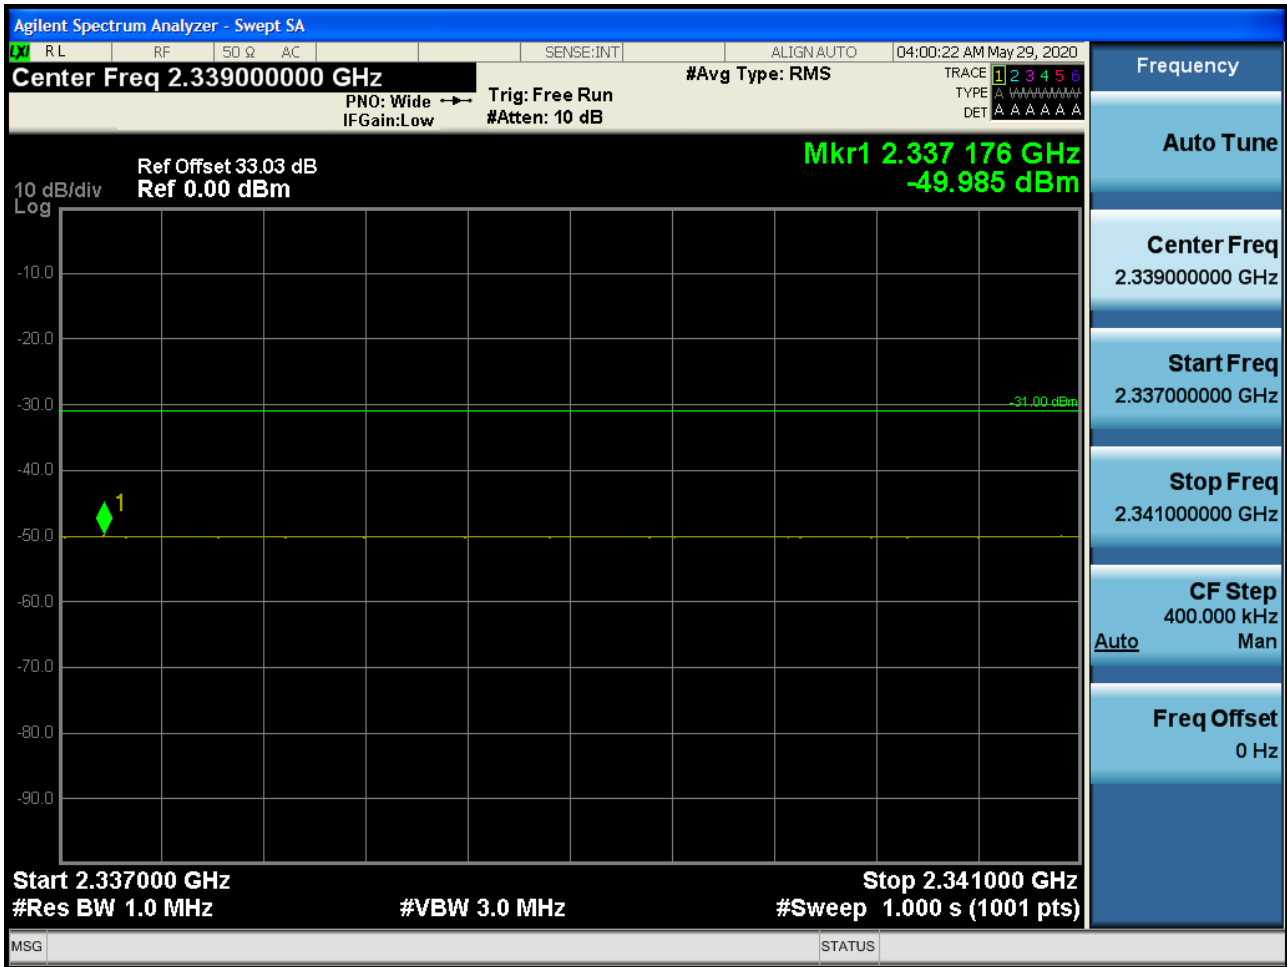 Agilent Spectrum Analyzer - Swept SA
LXI RL RF 50 Ω AC SENSE:INT ALIGN AUTO 04:00:22 AM May 29, 2020
Center Freq 2.339000000 GHz
PNO: Wide
IFGain:Low
Trig: Free Run
#Atten: 10 dB
#Avg Type: RMS
TRACE 1 2 3 4 5 6
TYPE A WWWWW
DET A A A A A A
Mkr1 2.337 176 GHz
-49.985 dBm
Ref Offset 33.03 dB
10 dB/div Ref 0.00 dBm
Log
-10.0
-20.0
-30.0
-31.00 dBm
-40.0
1
-50.0
-60.0
-70.0
-80.0
-90.0
Start 2.337000 GHz Stop 2.341000 GHz
#Res BW 1.0 MHz #VBW 3.0 MHz #Sweep 1.000 s (1001 pts)
MSG STATUS
Frequency
Auto Tune
Center Freq
2.339000000 GHz
Start Freq
2.337000000 GHz
Stop Freq
2.341000000 GHz
CF Step
400.000 kHz
Auto Man
Freq Offset
0 Hz